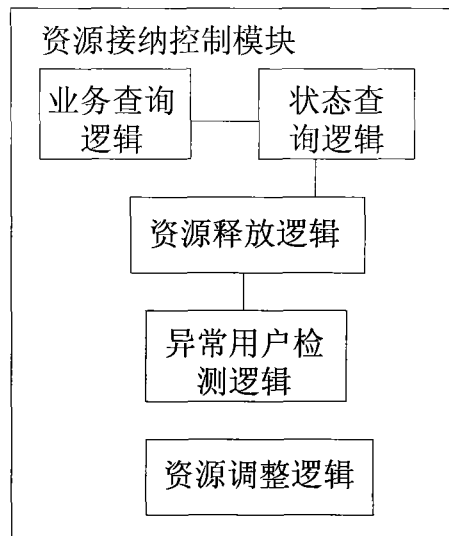 资源接纳控制模块
业务查询
逻辑
状态查
询逻辑
资源释放逻辑
异常用户检
测逻辑
资源调整逻辑